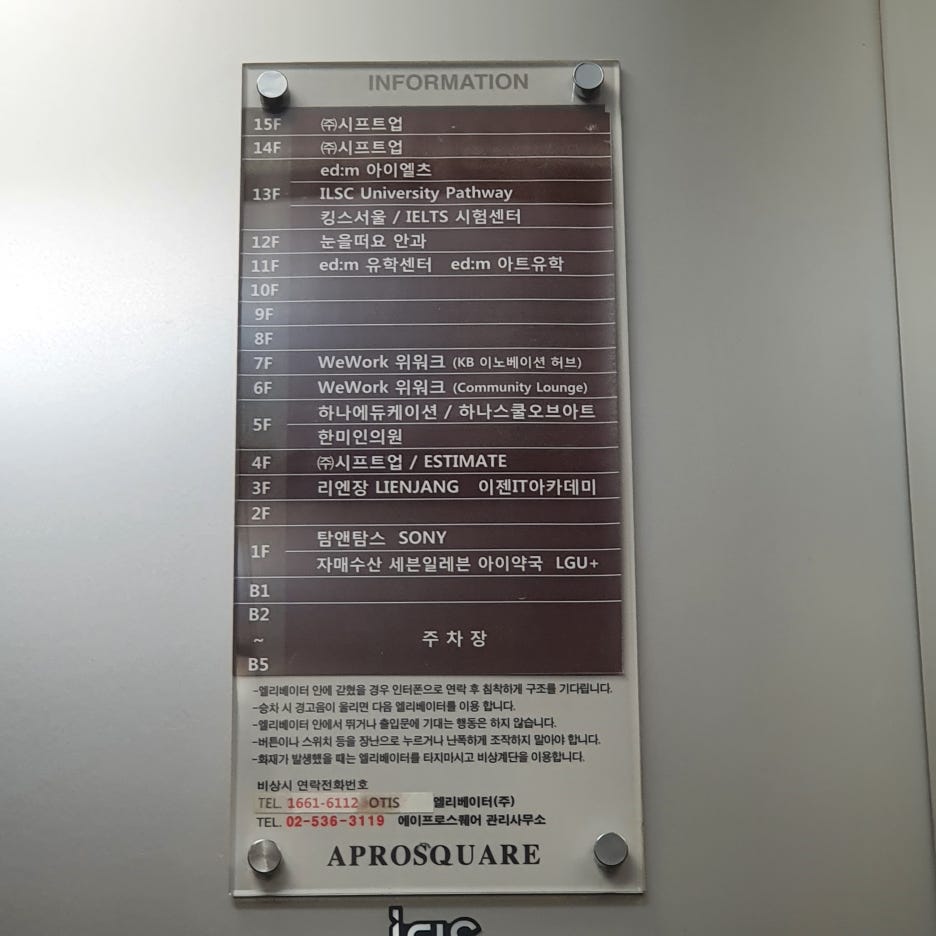 INFORMATION
15F ㈜시프트업
14F ㈜시프트업
ed:m 아이엘츠
13F ILSC University Pathway
킹스서울 / IELTS 시험센터
12F 눈을떠요 안과
11F ed:m 유학센터 ed:m 아트유학
10F
9F
8F
7F WeWork 위워크 (KB 이노베이션 허브)
6F WeWork 위워크 (Community Lounge)
5F 하나에듀케이션 / 하나스쿨오브아트
한미인의원
4F ㈜시프트업 / ESTIMATE
3F 리엔장 LIENJANG 이젠IT아카데미
2F
1F 탐앤탐스 SONY
자매수산 세븐일레븐 아이약국 LGU+
B1
B2
~ 주차장
B5
-엘리베이터 안에 갇혔을 경우 인터폰으로 연락 후 침착하게 구조를 기다립니다.
-승차 시 경고음이 울리면 다음 엘리베이터를 이용 합니다.
-엘리베이터 안에서 뛰거나 출입문에 기대는 행동은 하지 않습니다.
-버튼이나 스위치 등을 장난으로 누르거나 난폭하게 조작하지 말아야 합니다.
-화재가 발생했을 때는 엘리베이터를 타지마시고 비상계단을 이용합니다.
비상시 연락전화번호
TEL. 1661-6112 OTIS 엘리베이터(주)
TEL. 02-536-3119 에이프로스퀘어 관리사무소
APROSQUARE